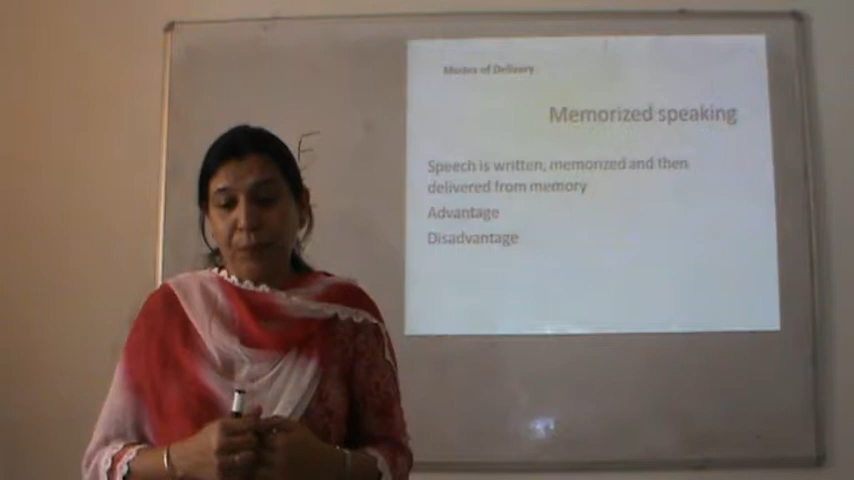 Modes of Delivery
Memorized speaking
Speech is written, memorized and then
delivered from memory
Advantage
Disadvantage